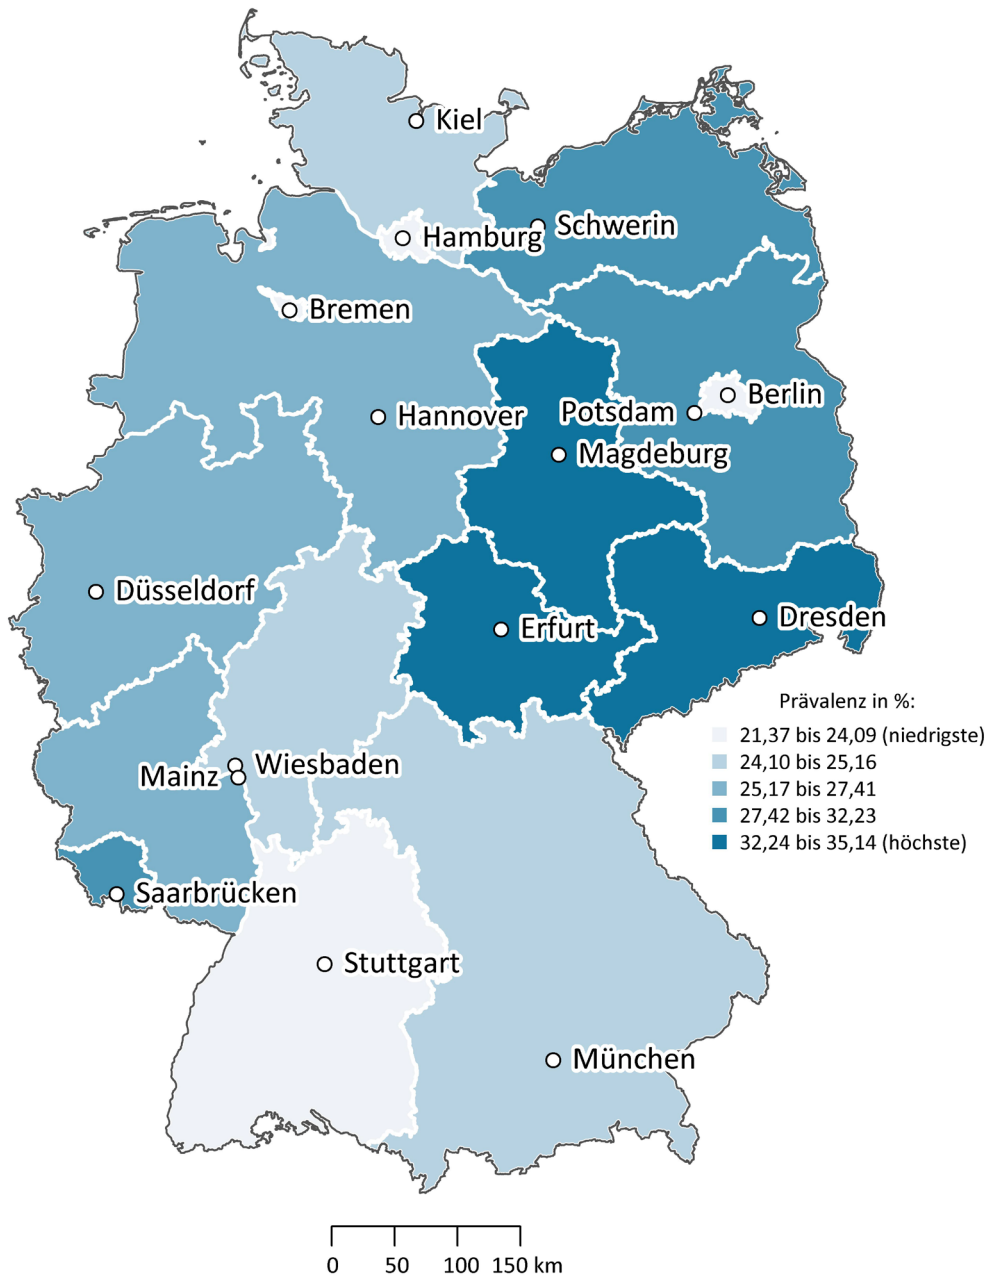 Kiel
Schwerin
Hamburg
Bremen
Berlin
Hannover
Potsdam
Magdeburg
Düsseldorf
Erfurt
Dresden
Prävalenz in %:
21,37 bis 24,09 (niedrigste)
24,10 bis 25,16
25,17 bis 27,41
27,42 bis 32,23
32,24 bis 35,14 (höchste)
Wiesbaden
Mainz
Saarbrücken
Stuttgart
München
0 50 100 150 km